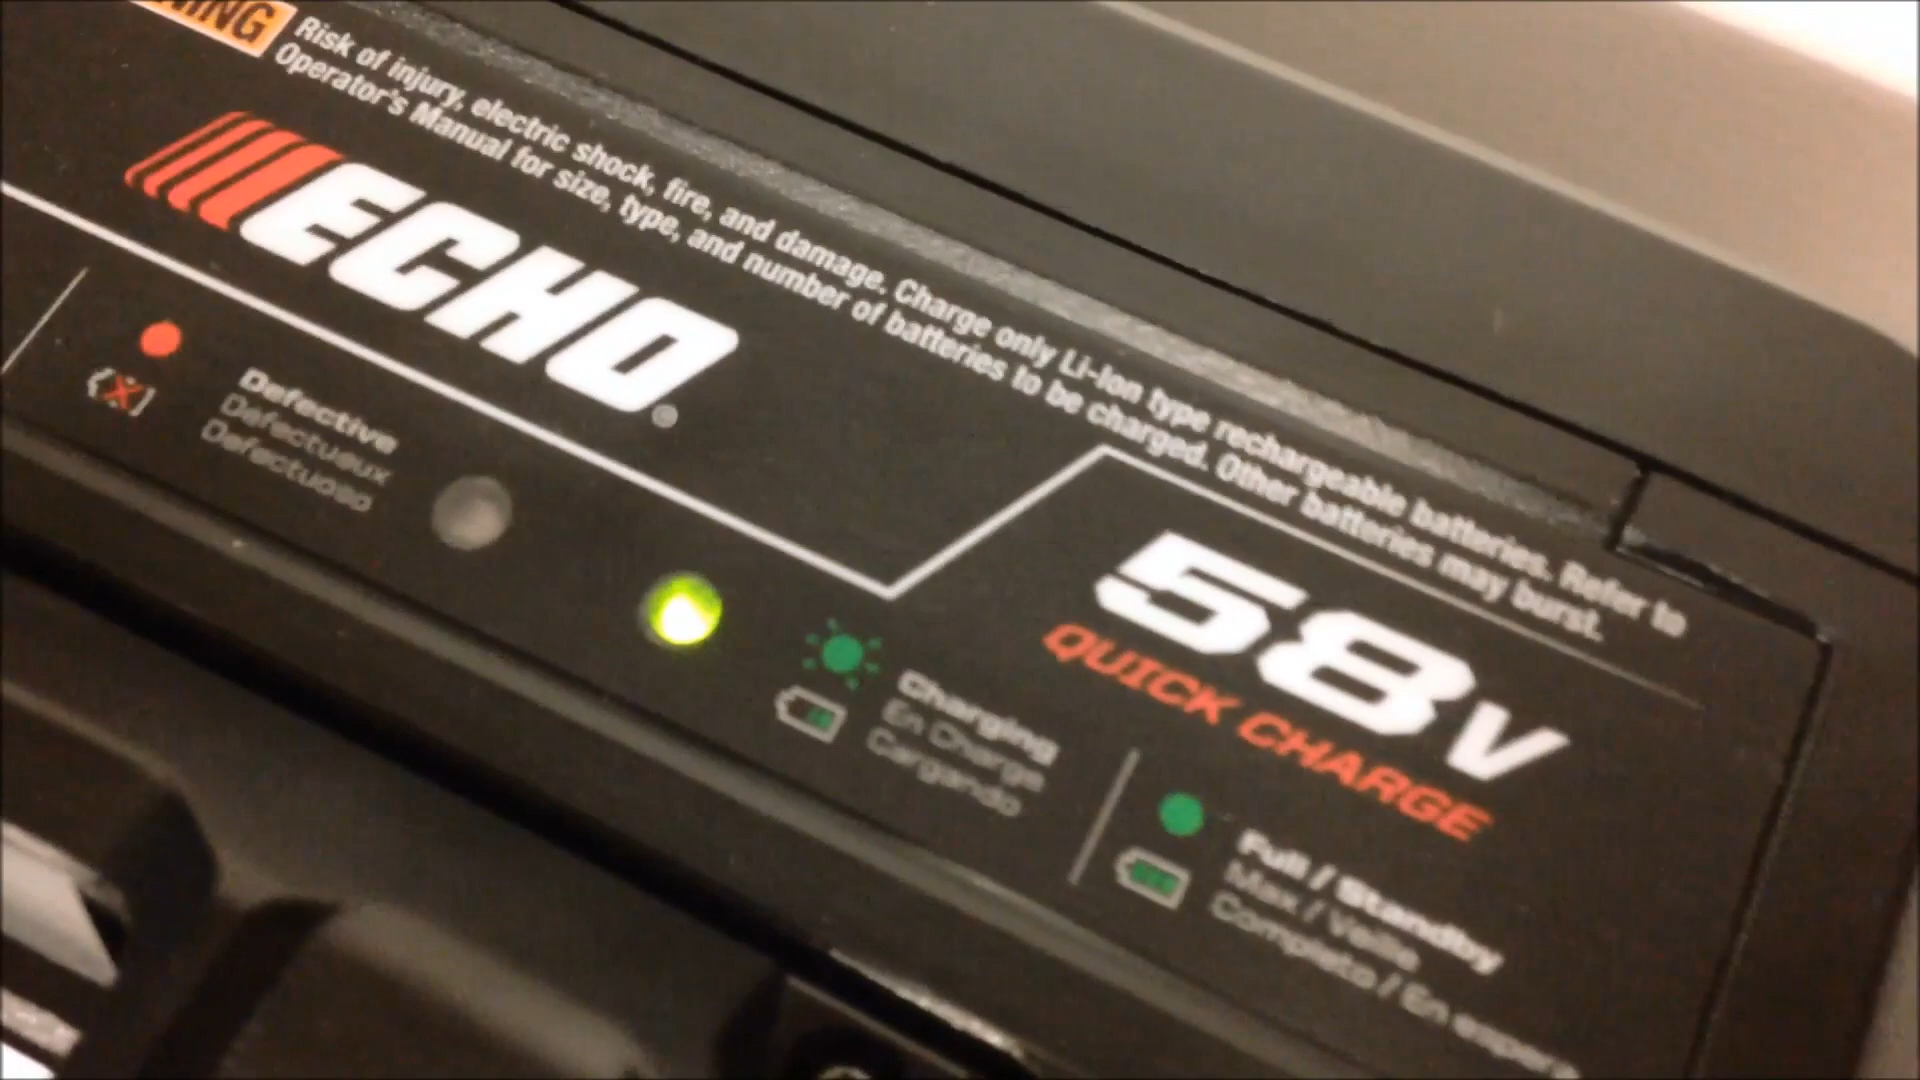 Risk of injury, electric shock, fire, and damage. Charge only Li-Ion type rechargeable batteries. Refer to
Operator's Manual for size, type, and number of batteries to be charged. Other batteries may burst.
ECHO®
Defective
Défectueux
Defectuoso
58V
QUICK CHARGE
Charging
En Charge
Cargando
Full / Standby
Max / Veille
Completo / En espera